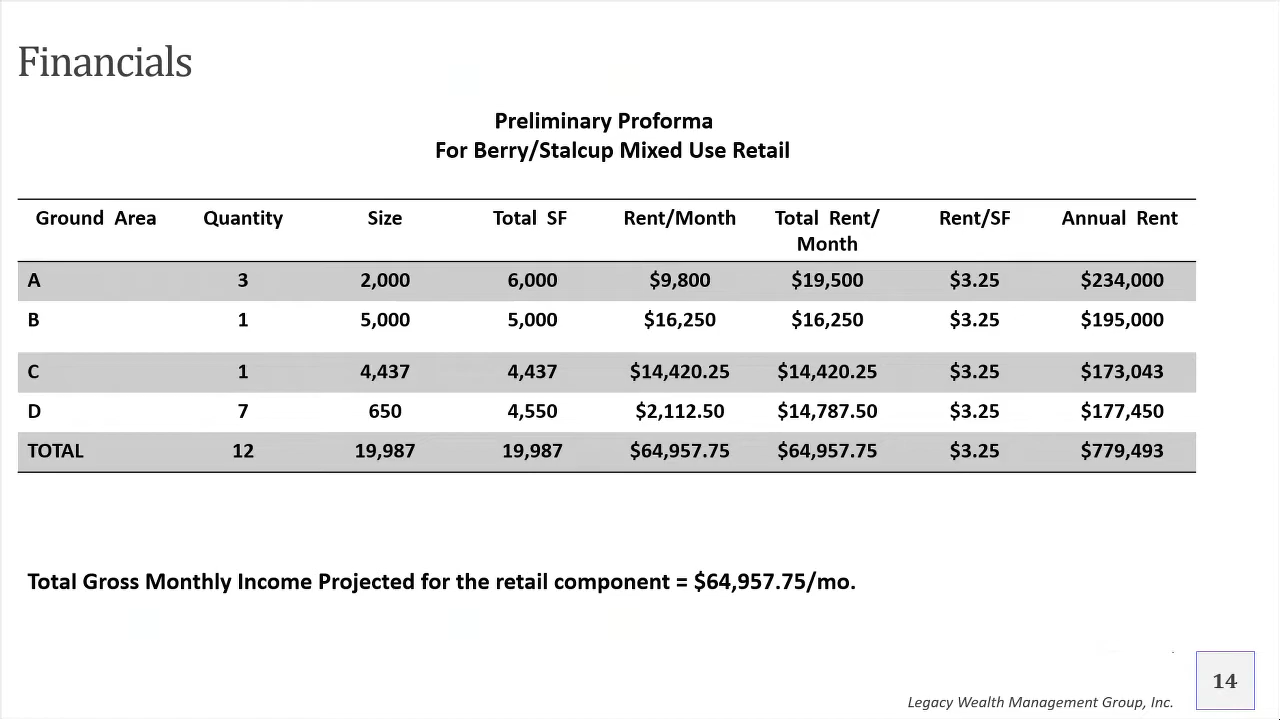 Financials
Preliminary Proforma
For Berry/Stalcup Mixed Use Retail
Ground Area Quantity Size Total SF Rent/Month Total Rent/ Month Rent/SF Annual Rent
A 3 2,000 6,000 $9,800 $19,500 $3.25 $234,000
B 1 5,000 5,000 $16,250 $16,250 $3.25 $195,000
C 1 4,437 4,437 $14,420.25 $14,420.25 $3.25 $173,043
D 7 650 4,550 $2,112.50 $14,787.50 $3.25 $177,450
TOTAL 12 19,987 19,987 $64,957.75 $64,957.75 $3.25 $779,493
Total Gross Monthly Income Projected for the retail component = $64,957.75/mo.
Legacy Wealth Management Group, Inc.
14